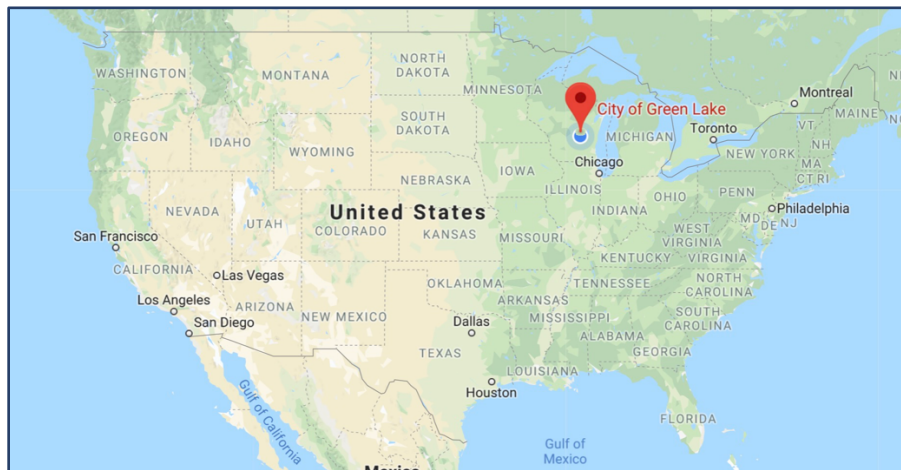 WASHINGTON
MONTANA
NORTH
DAKOTA
MINNESOTA
Montreal
MAINE
City of Green Lake
OREGON
IDAHO
SOUTH
DAKOTA
WYOMING
MICHIGAN
Toronto
VT.
NH.
NEW YORK
MA
CT
RI
IOWA
Chicago
NEBRASKA
ILLINOIS
INDIANA
OHIO
PENN
Philadelphia
NEVADA
UTAH
COLORADO
United States
KANSAS
MISSOURI
WEST
VIRGINIA
MD
DE
NJ
San Francisco
CALIFORNIA
Las Vegas
KENTUCKY
VIRGINIA
OKLAHOMA
TENNESSEE
NORTH
CAROLINA
Los Angeles
ARIZONA
NEW MEXICO
ARKANSAS
MISSISSIPPI
SOUTH
CAROLINA
San Diego
Dallas
TEXAS
ALABAMA
GEORGIA
LOUISIANA
Houston
Gulf of California
FLORIDA
Gulf of
Mexico